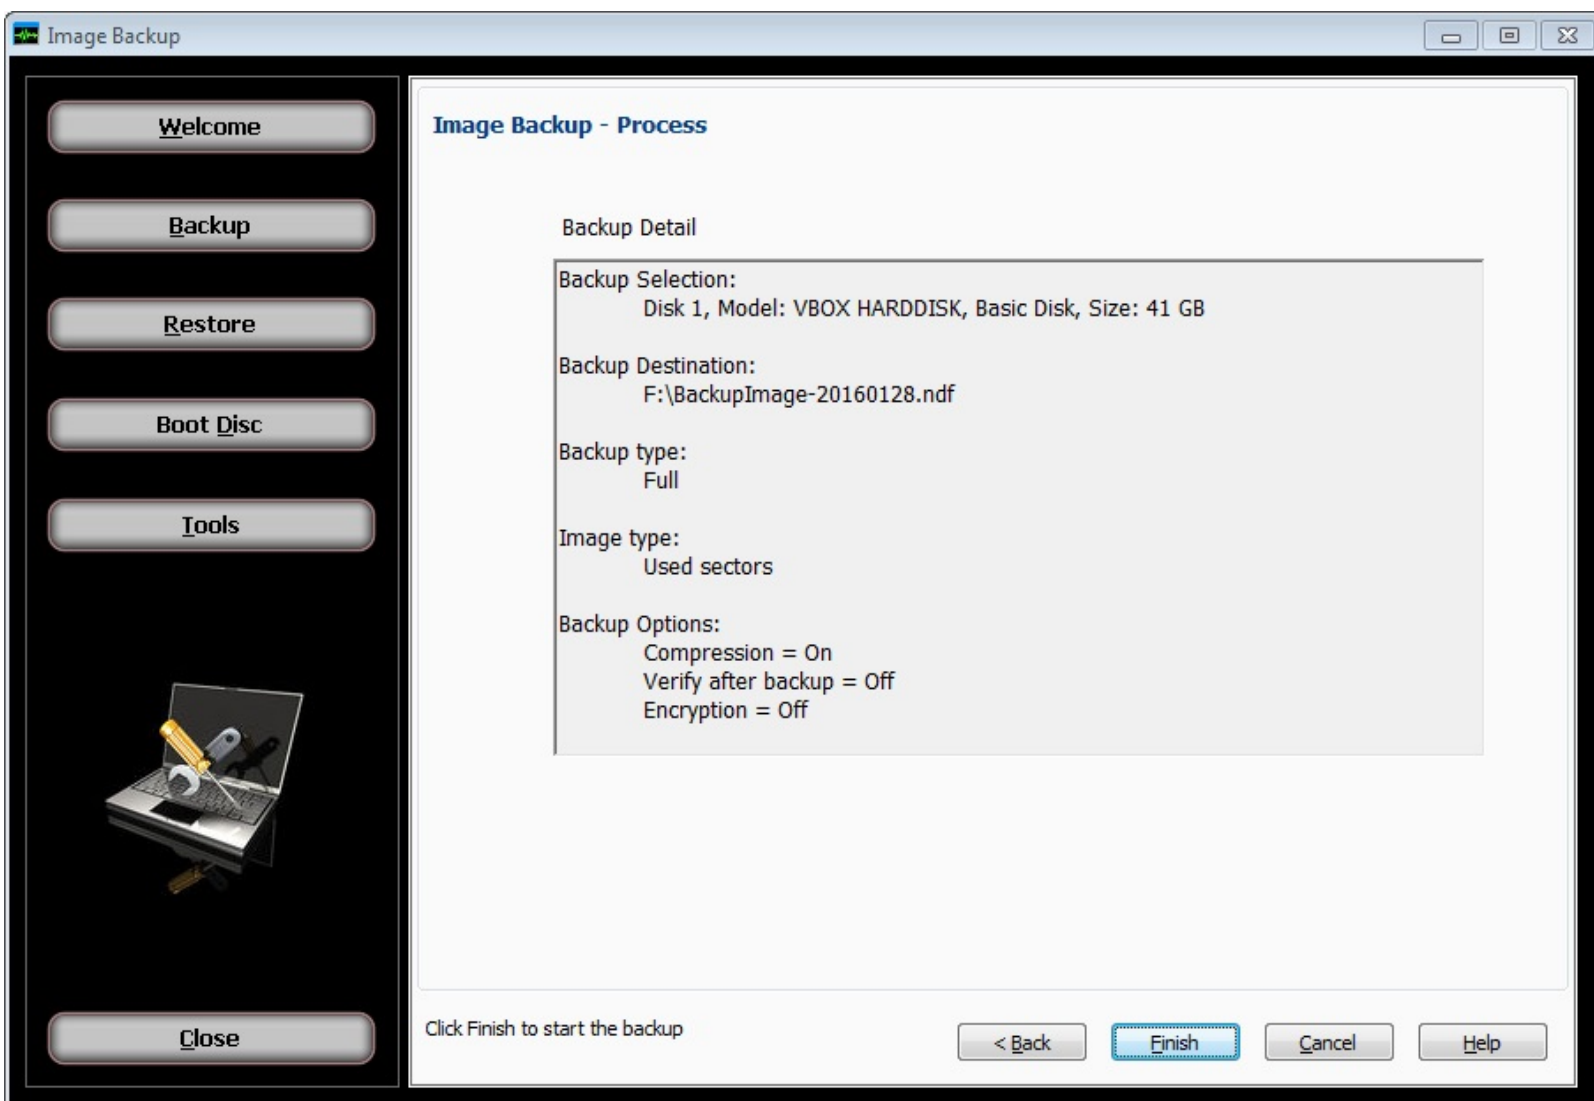 Image Backup
Welcome
Backup
Restore
Boot Disc
Tools
Close
Image Backup - Process
Backup Detail
Backup Selection:
Disk 1, Model: VBOX HARDDISK, Basic Disk, Size: 41 GB
Backup Destination:
F:\BackupImage-20160128.ndf
Backup type:
Full
Image type:
Used sectors
Backup Options:
Compression = On
Verify after backup = Off
Encryption = Off
Click Finish to start the backup
< Back
Finish
Cancel
Help